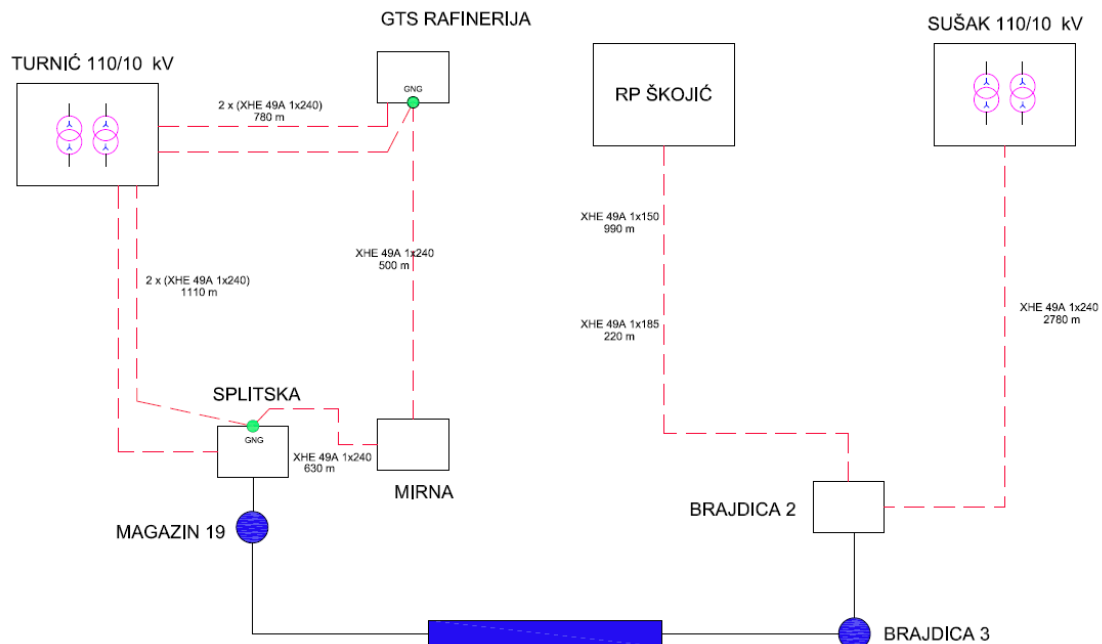 GTS RAFINERIJA
SUŠAK 110/10 kV
TURNIĆ 110/10 kV
GNG
RP ŠKOJIĆ
2 x (XHE 49A 1x240)
780 m
XHE 49A 1x150
990 m
XHE 49A 1x240
500 m
2 x (XHE 49A 1x240)
1110 m
XHE 49A 1x240
2780 m
XHE 49A 1x185
220 m
SPLITSKA
GNG
XHE 49A 1x240
630 m
MIRNA
BRAJDICA 2
MAGAZIN 19
BRAJDICA 3